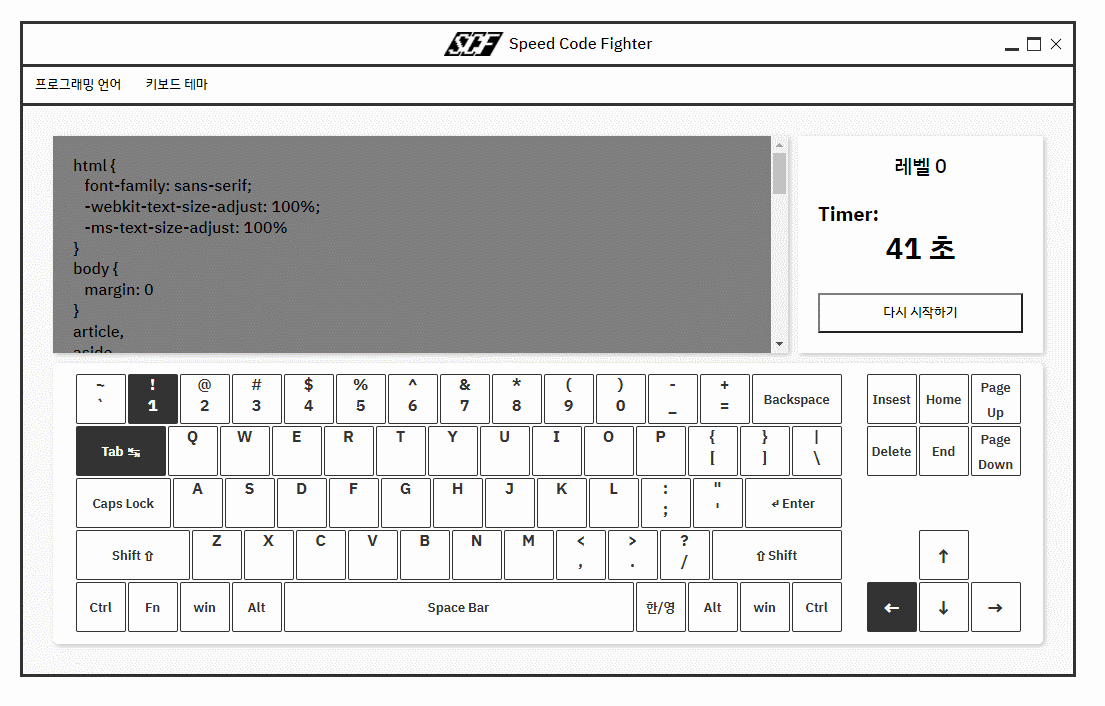 SCF Speed Code Fighter
프로그래밍 언어 키보드 테마
html {
font-family: sans-serif;
-webkit-text-size-adjust: 100%;
-ms-text-size-adjust: 100%
}
body {
margin: 0
}
article,
aside
레벨 0
Timer:
41 초
다시 시작하기
~ ! @ # $ % ^ & * ( ) - + Backspace
` 1 2 3 4 5 6 7 8 9 0 _ =
Tab ↹ Q W E R T Y U I O P { } |
[ ] \
Caps Lock A S D F G H J K L : " ↵ Enter
; '
Shift ⇧ Z X C V B N M < > ? ⇧ Shift
, . /
Ctrl Fn win Alt Space Bar 한/영 Alt win Ctrl
Insest Home Page Up
Delete End Page Down
↑
← ↓ →